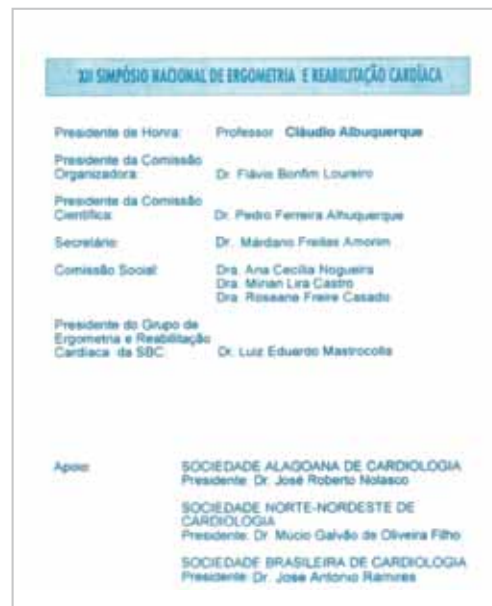 XII SIMPÓSIO NACIONAL DE ERGOMETRIA E REABILITAÇÃO CARDÍACA
Presidente de Honra: Professor Cláudio Albuquerque
Presidente da Comissão
Organizadora: Dr. Flávio Bonfim Loureiro
Presidente da Comissão
Científica: Dr. Pedro Ferreira Albuquerque
Secretário: Dr. Márdano Freitas Amorim
Comissão Social: Dra. Ana Cecília Nogueira
Dra. Mirian Lira Castro
Dra. Roseane Freire Casado
Presidente do Grupo de
Ergometria e Reabilitação
Cardíaca da SBC: Dr. Luiz Eduardo Mastrocolla
Apoio: SOCIEDADE ALAGOANA DE CARDIOLOGIA
Presidente: Dr. José Roberto Nolasco
SOCIEDADE NORTE-NORDESTE DE
CARDIOLOGIA
Presidente: Dr. Múcio Galvão de Oliveira Filho
SOCIEDADE BRASILEIRA DE CARDIOLOGIA
Presidente: Dr. Jose Antonio Ramires